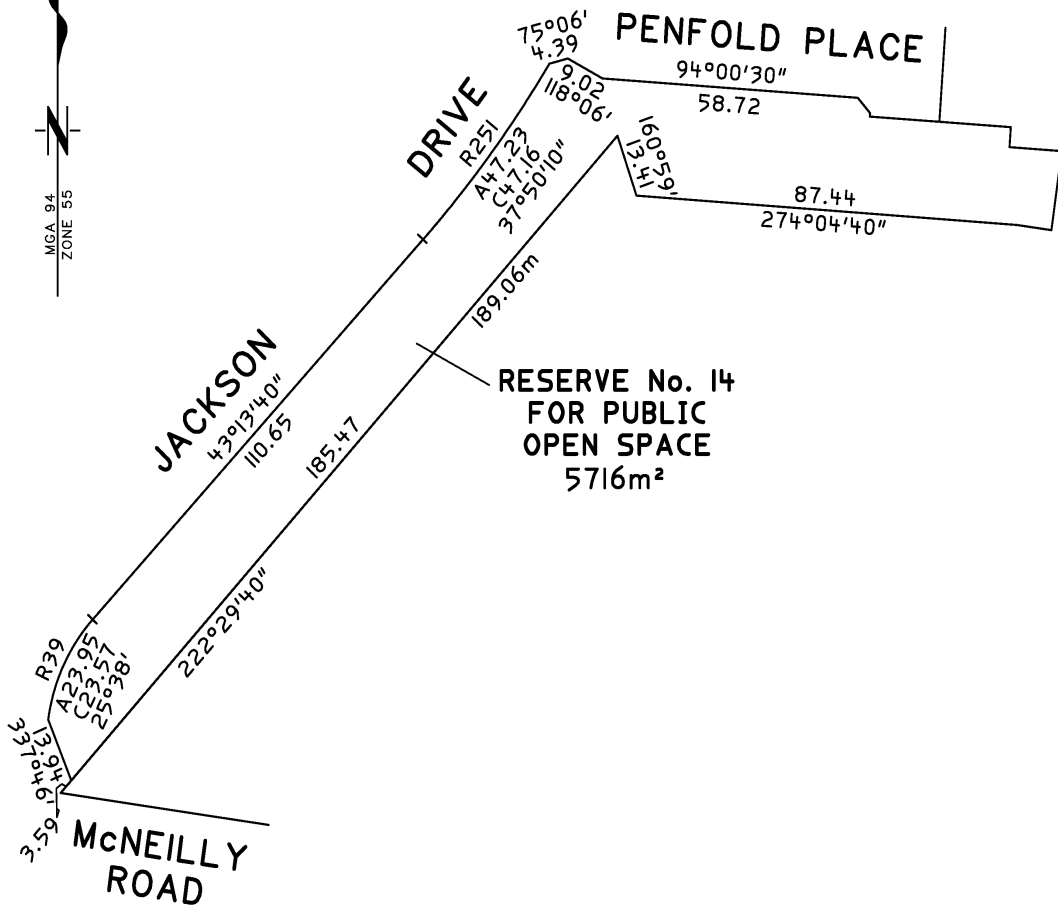 75°06'
4.39
PENFOLD PLACE
9.02
118°06'
94°00'30"
58.72
DRIVE
R251
A47.23
C47.16
37°50'10"
160°59'
13.41
87.44
274°04'40"
MGA 94
ZONE 55
189.06m
JACKSON
43°13'40"
110.65
185.47
RESERVE No. 14
FOR PUBLIC
OPEN SPACE
5716m²
222°29'40"
R39
A23.95
C23.57
25°38'
13.94
337°46'
3.59
McNEILLY
ROAD